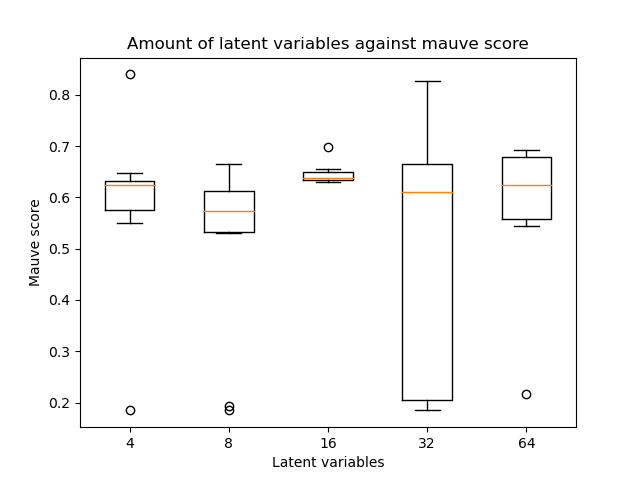 Amount of latent variables against mauve score
Mauve score
0.8
0.7
0.6
0.5
0.4
0.3
0.2
4 8 16 32 64
Latent variables